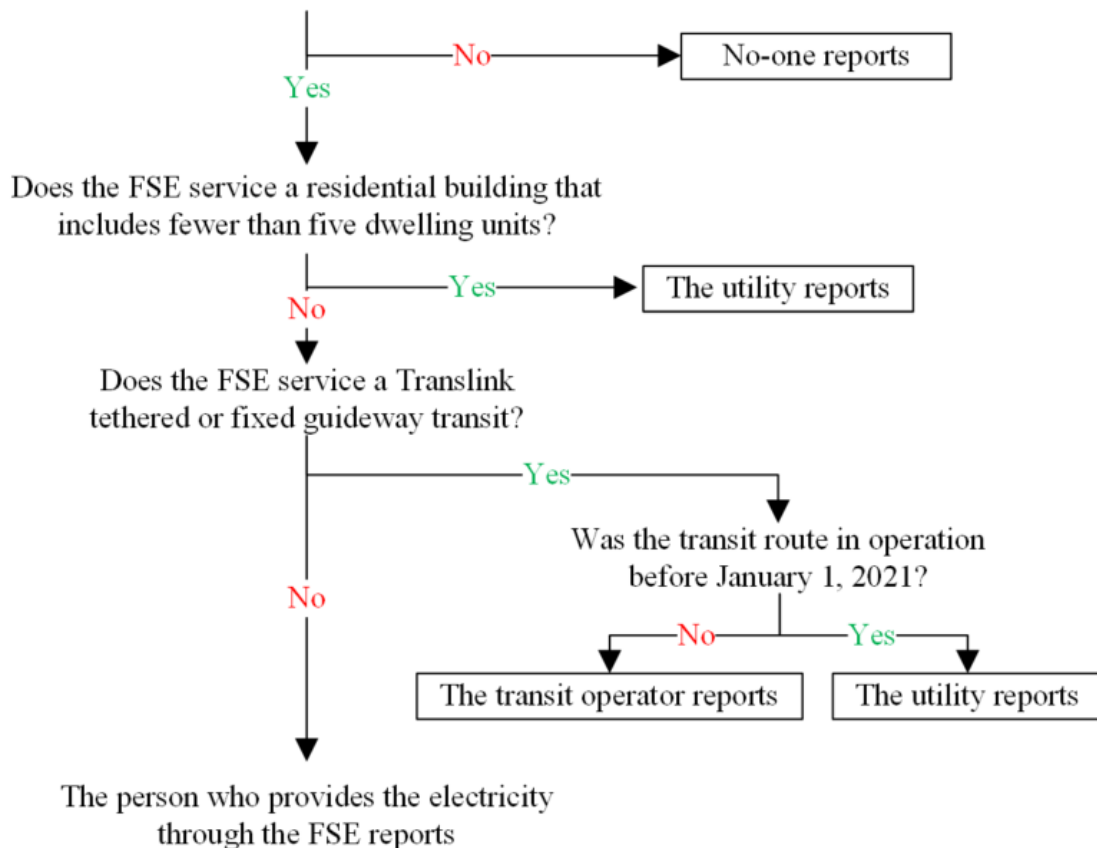 No
No-one reports
Yes
Does the FSE service a residential building that
includes fewer than five dwelling units?
Yes
The utility reports
No
Does the FSE service a Translink
tethered or fixed guideway transit?
Yes
Was the transit route in operation
before January 1, 2021?
No
No
Yes
The transit operator reports
The utility reports
The person who provides the electricity
through the FSE reports